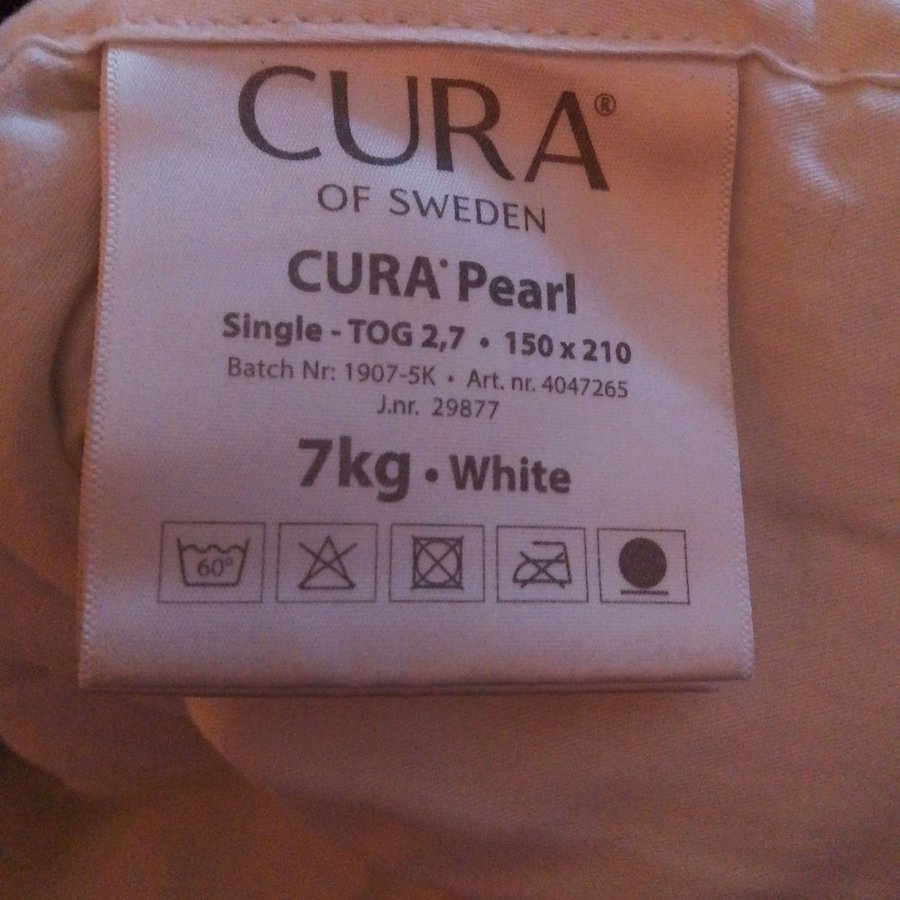 CURA®
OF SWEDEN
CURA® Pearl
Single - TOG 2,7 • 150 x 210
Batch Nr: 1907-5K • Art. nr. 4047265
J.nr. 29877
7kg • White
60°